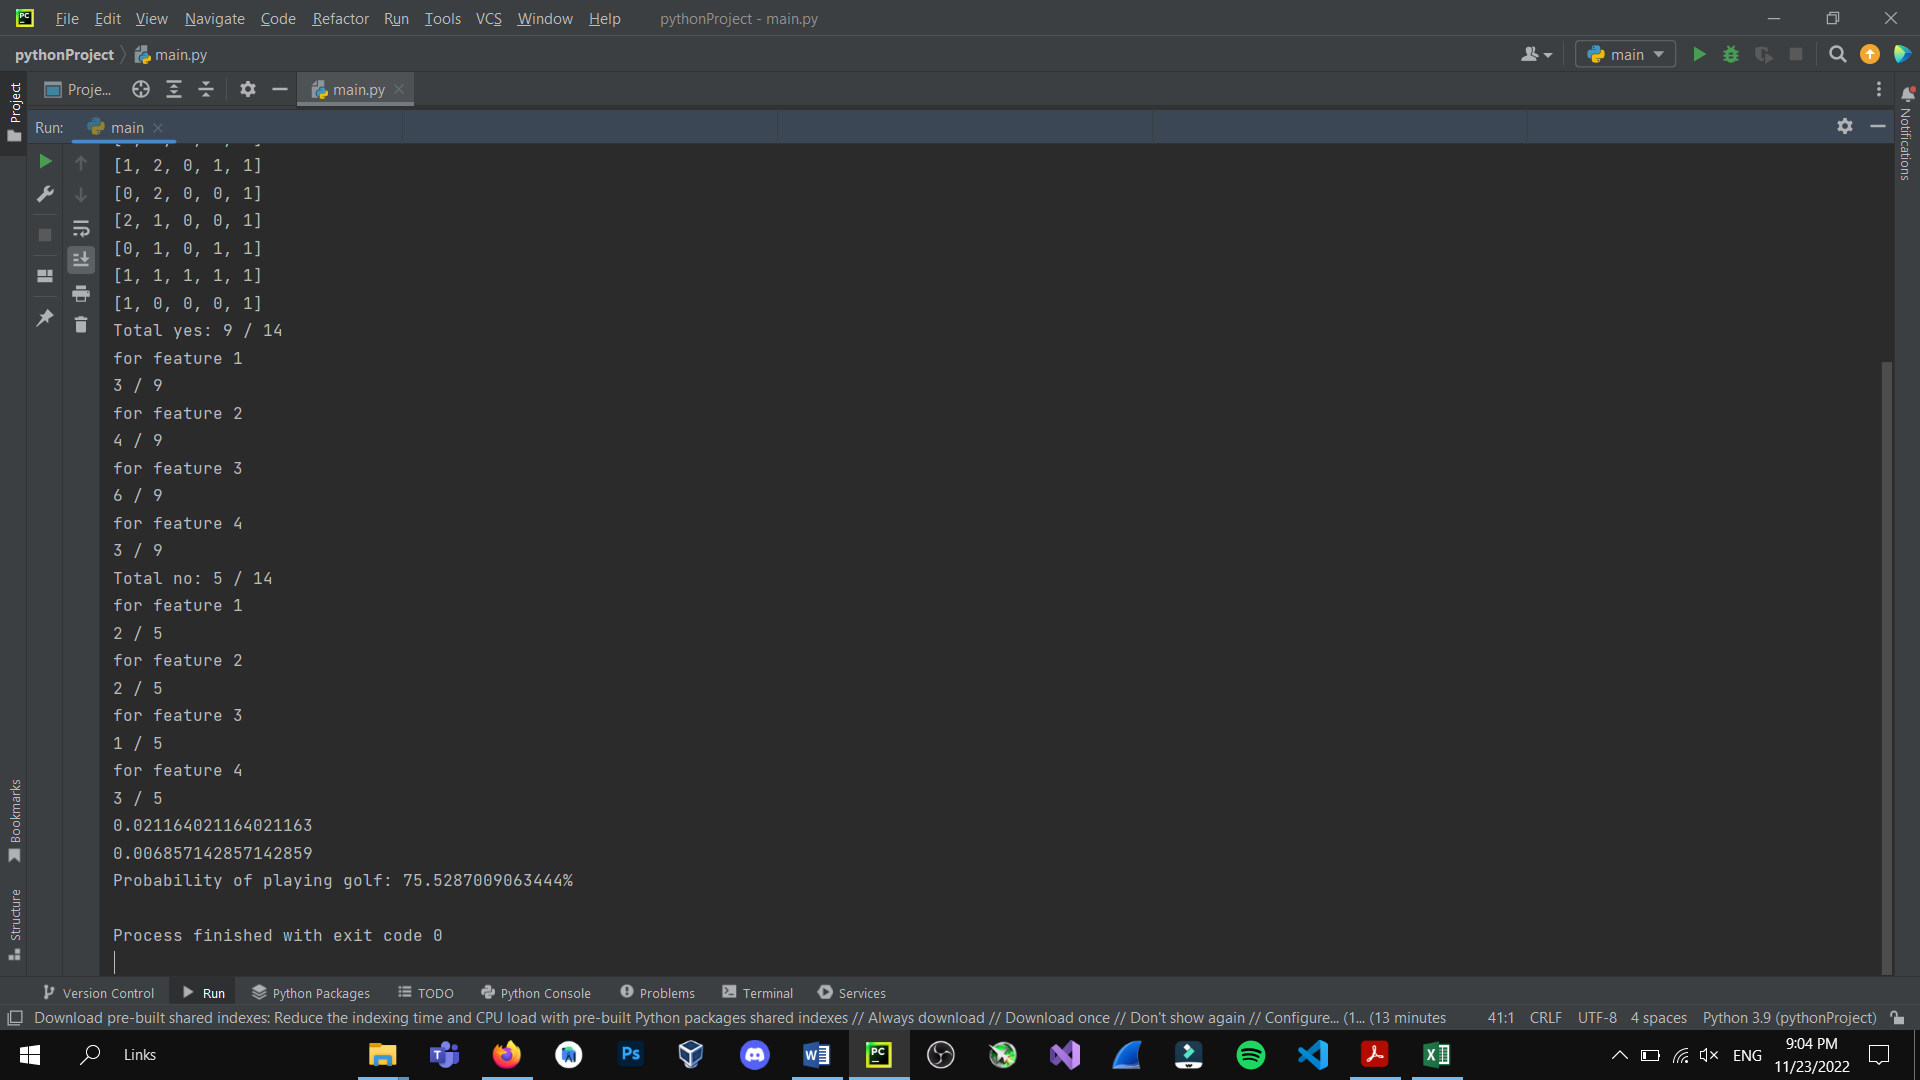 File Edit View Navigate Code Refactor Run Tools VCS Window Help pythonProject - main.py
pythonProject main.py
main
Project
Proje...
main.py
Notifications
Run: main
[1, 2, 0, 1, 1]
[0, 2, 0, 0, 1]
[2, 1, 0, 0, 1]
[0, 1, 0, 1, 1]
[1, 1, 1, 1, 1]
[1, 0, 0, 0, 1]
Total yes: 9 / 14
for feature 1
3 / 9
for feature 2
4 / 9
for feature 3
6 / 9
for feature 4
3 / 9
Total no: 5 / 14
for feature 1
2 / 5
for feature 2
2 / 5
for feature 3
1 / 5
for feature 4
3 / 5
0.021164021164021163
0.006857142857142859
Probability of playing golf: 75.5287009063444%
Process finished with exit code 0
Bookmarks
Structure
Version Control Run Python Packages TODO Python Console Problems Terminal Services
Download pre-built shared indexes: Reduce the indexing time and CPU load with pre-built Python packages shared indexes // Always download // Download once // Don't show again // Configure... (1... (13 minutes 41:1 CRLF UTF-8 4 spaces Python 3.9 (pythonProject)
Links
ENG
9:04 PM
11/23/2022